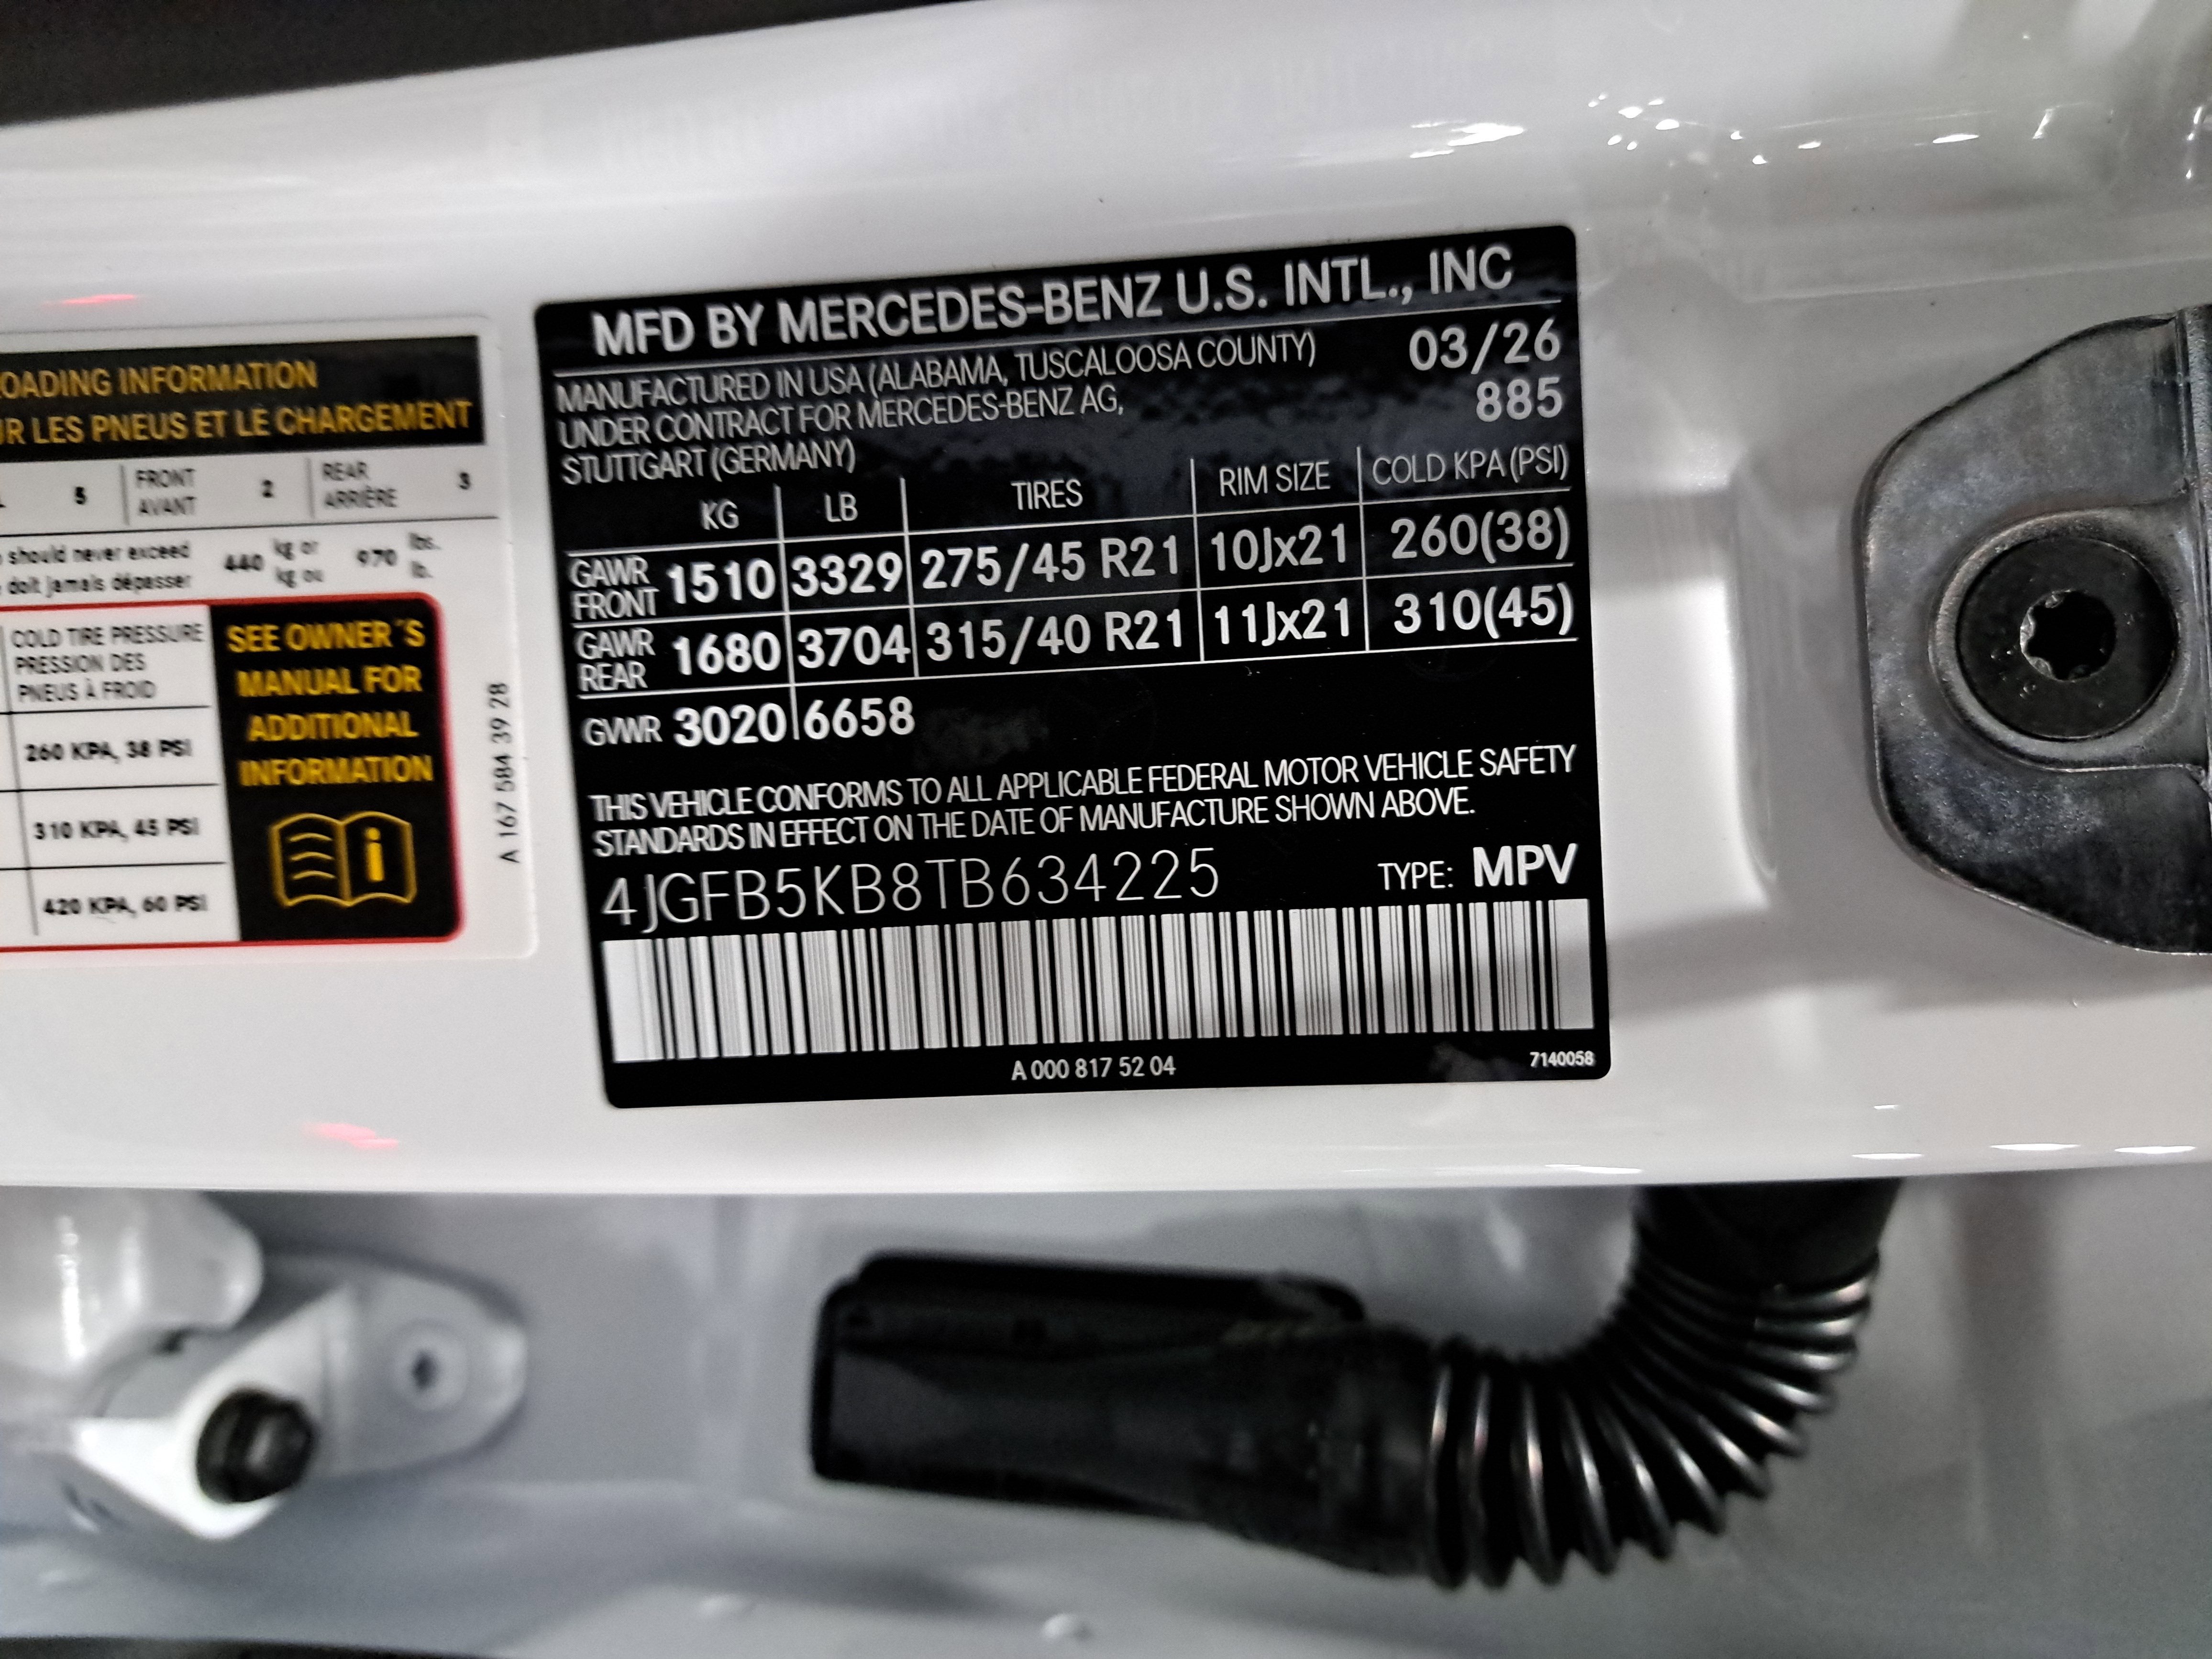 OADING INFORMATION
UR LES PNEUS ET LE CHARGEMENT
5 FRONT AVANT 2 REAR ARRIÈRE 3
should never exceed 440 kg or 970 lbs.
doit jamais dépasser kg ou lb.
COLD TIRE PRESSURE
PRESSION DES
PNEUS À FROID
260 KPA, 38 PSI
310 KPA, 45 PSI
420 KPA, 60 PSI
SEE OWNER´S
MANUAL FOR
ADDITIONAL
INFORMATION
A 167 584 39 28
MFD BY MERCEDES-BENZ U.S. INTL., INC
MANUFACTURED IN USA (ALABAMA, TUSCALOOSA COUNTY) 03/26
UNDER CONTRACT FOR MERCEDES-BENZ AG, 885
STUTTGART (GERMANY)
KG LB TIRES RIM SIZE COLD KPA (PSI)
GAWR FRONT 1510 3329 275/45 R21 10Jx21 260(38)
GAWR REAR 1680 3704 315/40 R21 11Jx21 310(45)
GVWR 3020 6658
THIS VEHICLE CONFORMS TO ALL APPLICABLE FEDERAL MOTOR VEHICLE SAFETY
STANDARDS IN EFFECT ON THE DATE OF MANUFACTURE SHOWN ABOVE.
4JGFB5KB8TB634225 TYPE: MPV
A 000 817 52 04 7140058